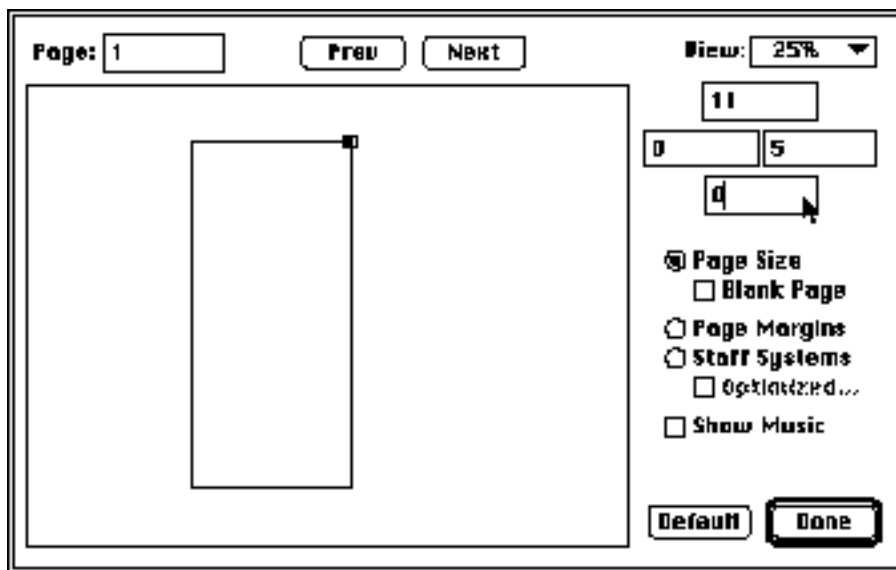 Page: 1 Prev Next View: 25%
11
0 5
0
Page Size
Blank Page
Page Margins
Staff Systems
Optimized...
Show Music
Default Done